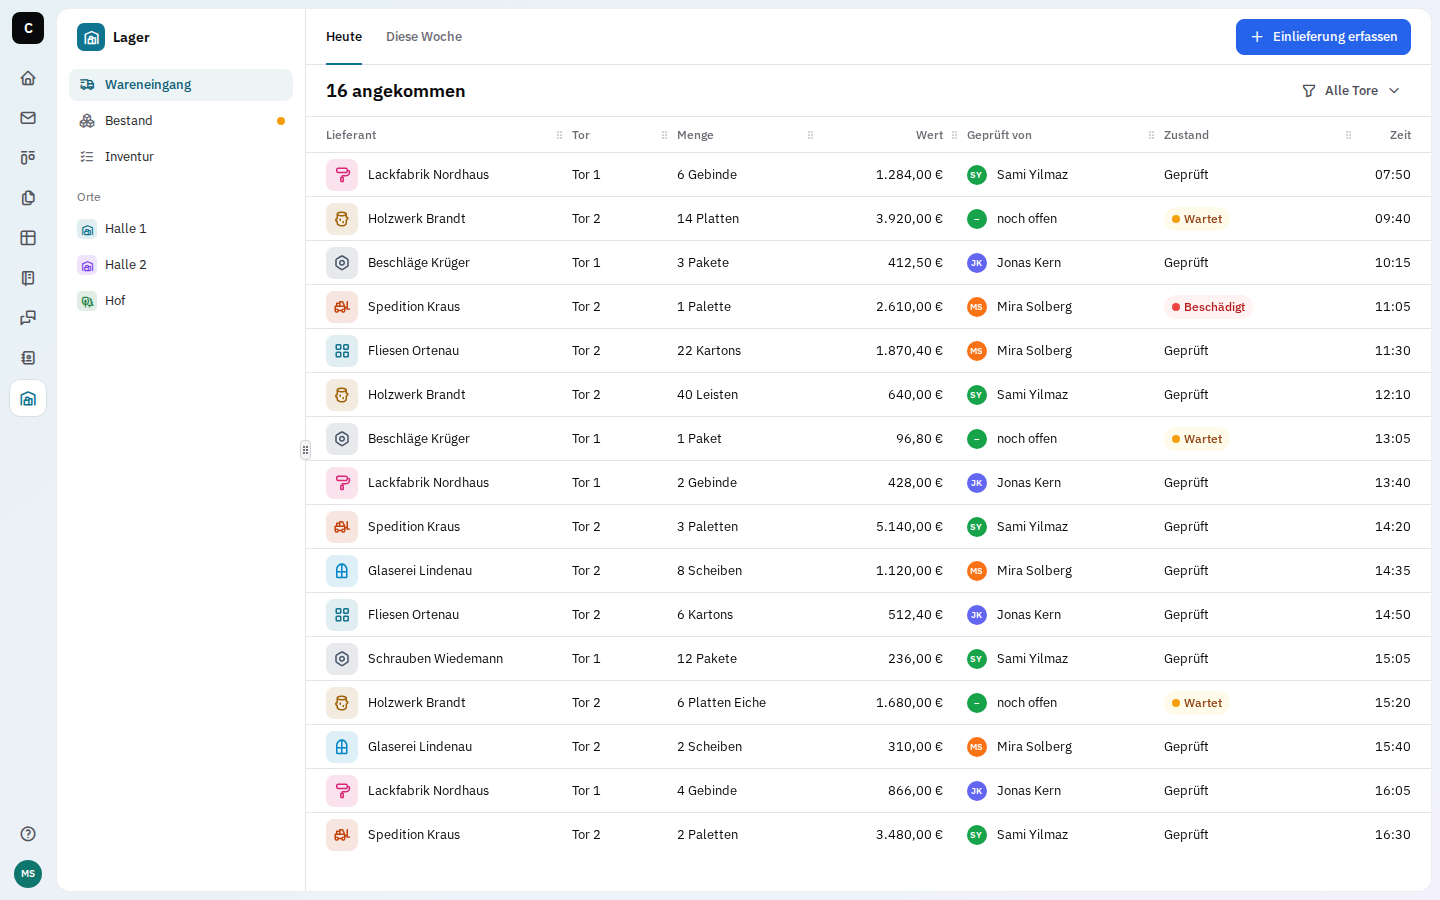 C
Lager
Wareneingang
Bestand
Inventur
Orte
Halle 1
Halle 2
Hof
MS
Heute Diese Woche Einlieferung erfassen
16 angekommen Alle Tore
Lieferant Tor Menge Wert Geprüft von Zustand Zeit
Lackfabrik Nordhaus Tor 1 6 Gebinde 1.284,00 € SY Sami Yilmaz Geprüft 07:50
Holzwerk Brandt Tor 2 14 Platten 3.920,00 € – noch offen Wartet 09:40
Beschläge Krüger Tor 1 3 Pakete 412,50 € JK Jonas Kern Geprüft 10:15
Spedition Kraus Tor 2 1 Palette 2.610,00 € MS Mira Solberg Beschädigt 11:05
Fliesen Ortenau Tor 2 22 Kartons 1.870,40 € MS Mira Solberg Geprüft 11:30
Holzwerk Brandt Tor 2 40 Leisten 640,00 € SY Sami Yilmaz Geprüft 12:10
Beschläge Krüger Tor 1 1 Paket 96,80 € – noch offen Wartet 13:05
Lackfabrik Nordhaus Tor 1 2 Gebinde 428,00 € JK Jonas Kern Geprüft 13:40
Spedition Kraus Tor 2 3 Paletten 5.140,00 € SY Sami Yilmaz Geprüft 14:20
Glaserei Lindenau Tor 2 8 Scheiben 1.120,00 € MS Mira Solberg Geprüft 14:35
Fliesen Ortenau Tor 2 6 Kartons 512,40 € JK Jonas Kern Geprüft 14:50
Schrauben Wiedemann Tor 1 12 Pakete 236,00 € SY Sami Yilmaz Geprüft 15:05
Holzwerk Brandt Tor 2 6 Platten Eiche 1.680,00 € – noch offen Wartet 15:20
Glaserei Lindenau Tor 2 2 Scheiben 310,00 € MS Mira Solberg Geprüft 15:40
Lackfabrik Nordhaus Tor 1 4 Gebinde 866,00 € JK Jonas Kern Geprüft 16:05
Spedition Kraus Tor 2 2 Paletten 3.480,00 € SY Sami Yilmaz Geprüft 16:30